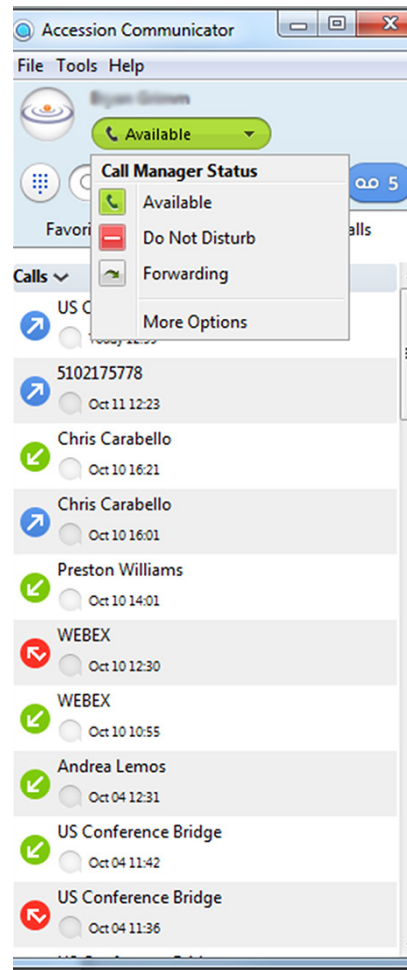 Accession Communicator
File Tools Help
Available
5
Call Manager Status
Available
Do Not Disturb
Forwarding
More Options
Favori
alls
Calls
US C
5102175778
Oct 11 12:23
Chris Carabello
Oct 10 16:21
Chris Carabello
Oct 10 16:01
Preston Williams
Oct 10 14:01
WEBEX
Oct 10 12:30
WEBEX
Oct 10 10:55
Andrea Lemos
Oct 04 12:31
US Conference Bridge
Oct 04 11:42
US Conference Bridge
Oct 04 11:36